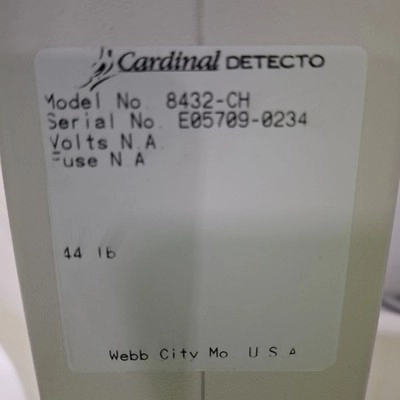 Cardinal DETECTO
Model No. 8432-CH
Serial No. E05709-0234
Volts N.A.
Fuse N.A
44 lb
Webb City Mo. U.S.A